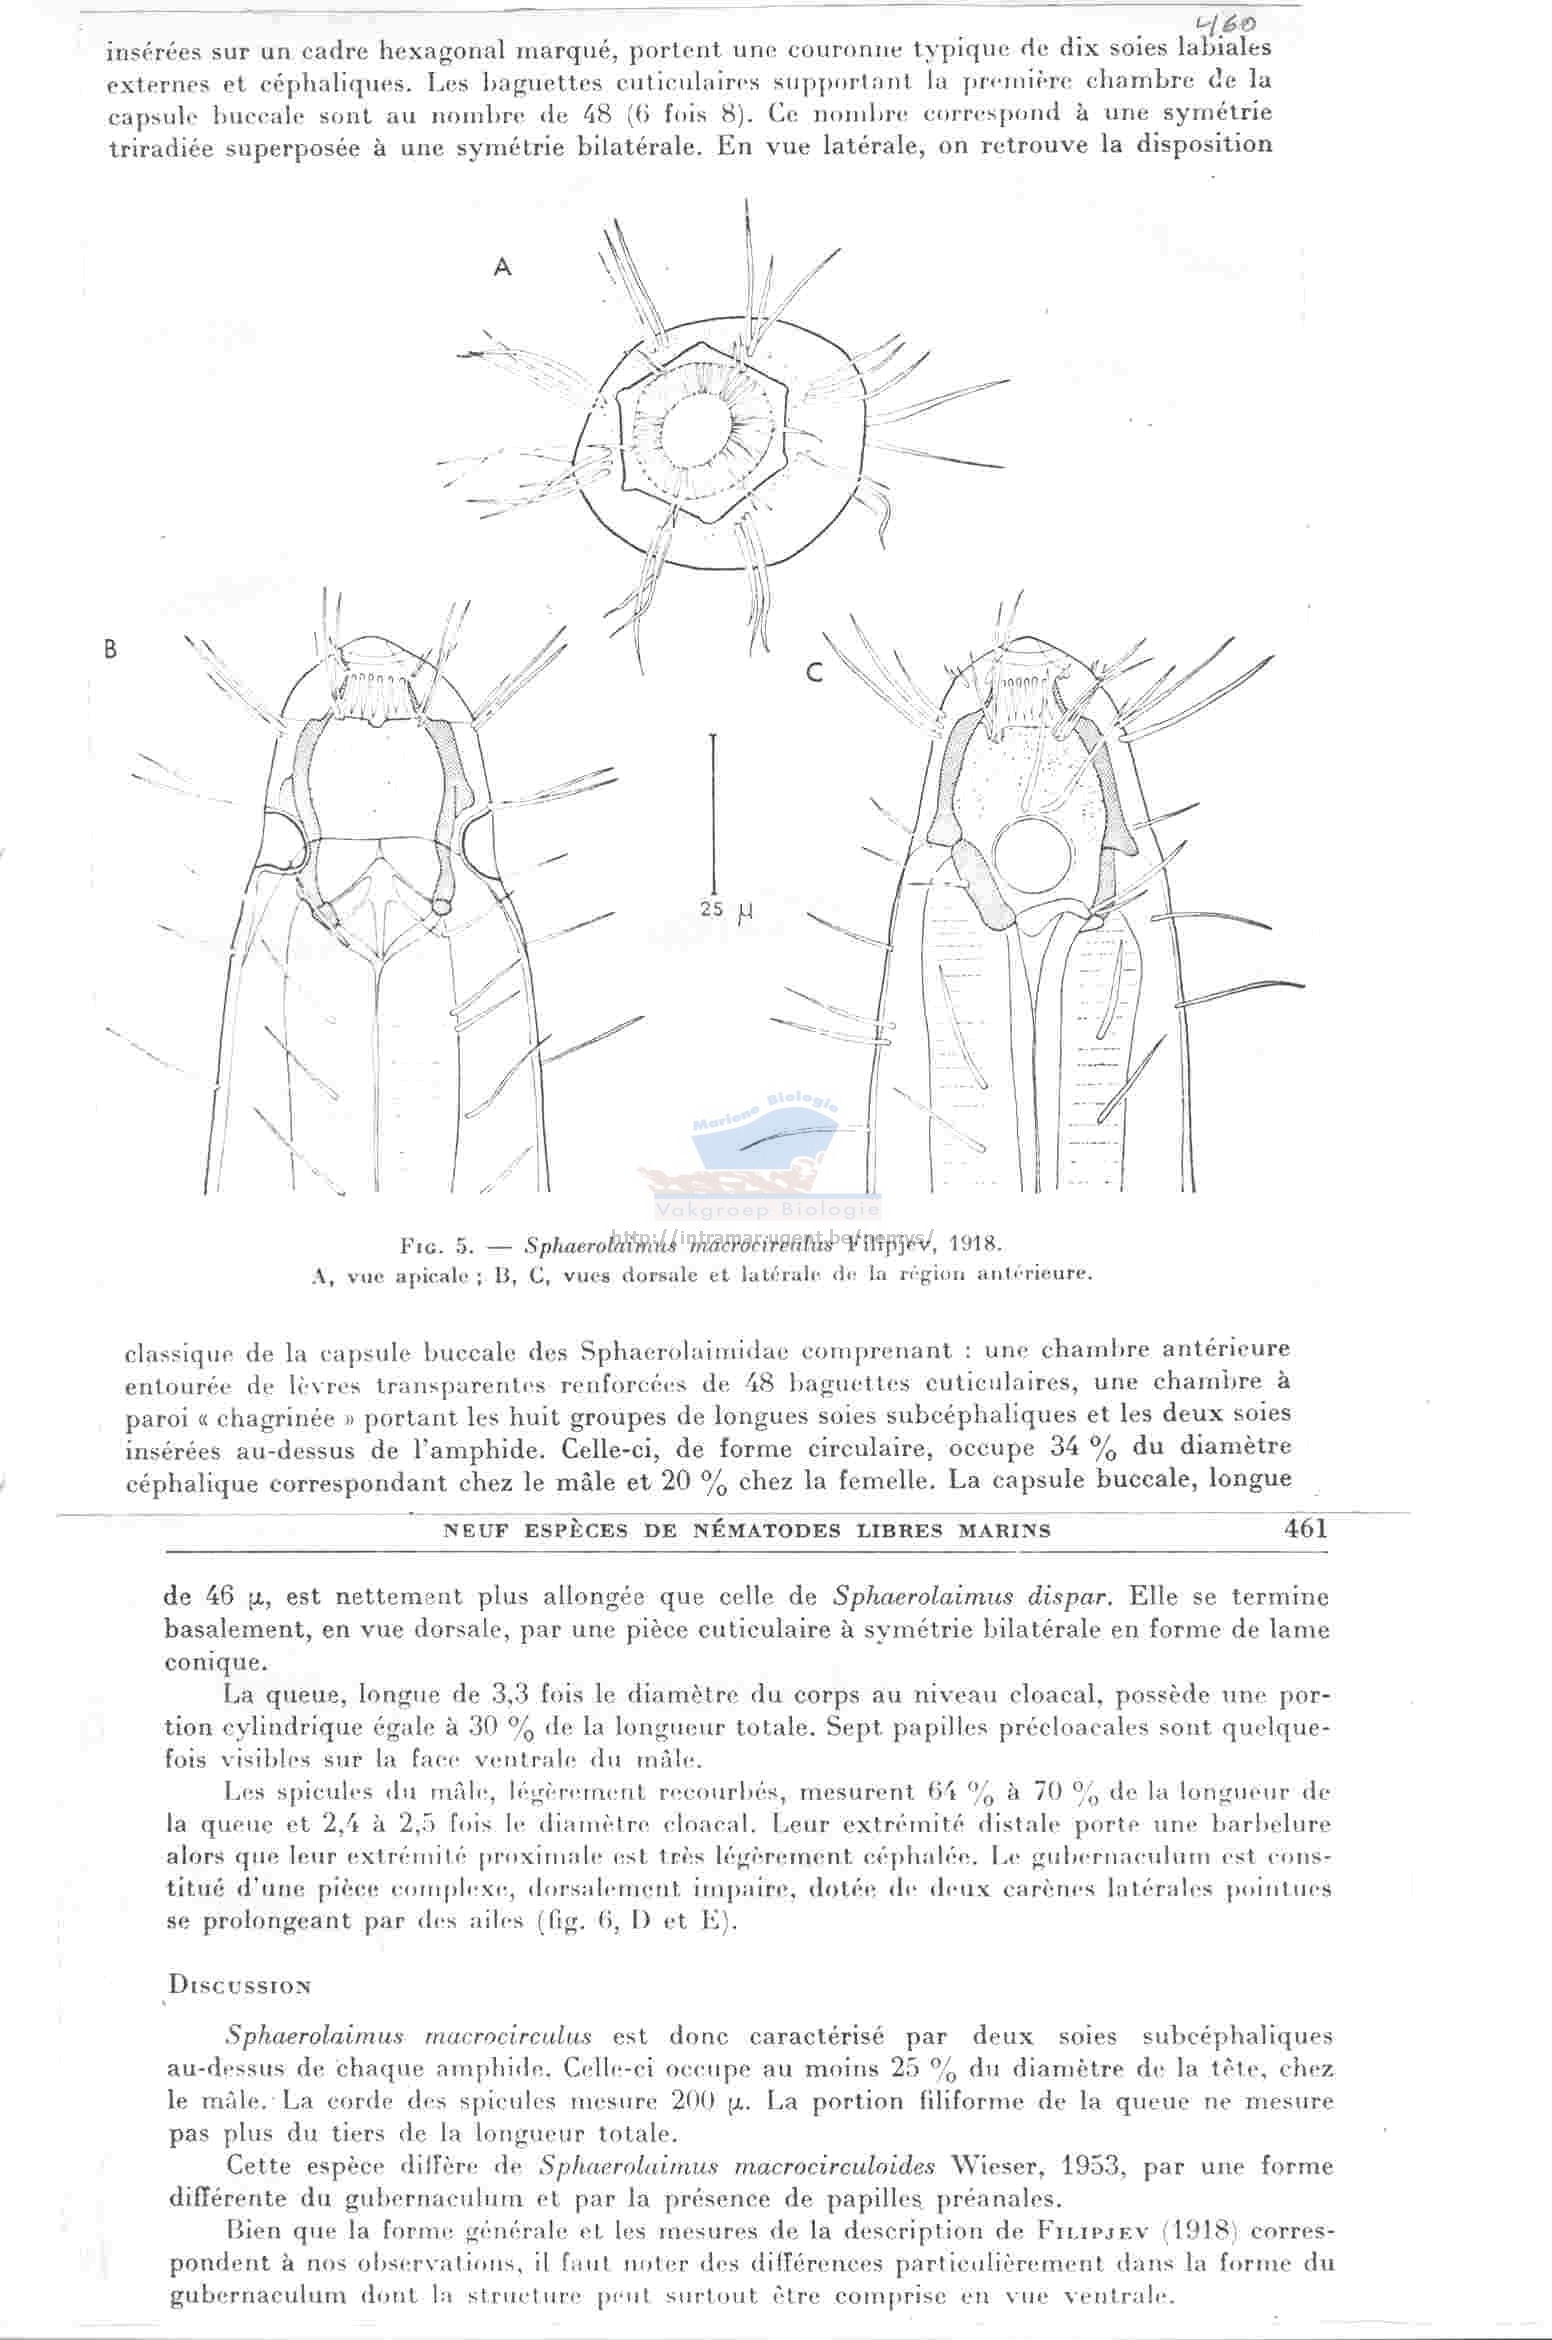 460
insérées sur un cadre hexagonal marqué, portent une couronne typique de dix soies labiales
externes et céphaliques. Les baguettes cuticulaires supportant la première chambre de la
capsule buccale sont au nombre de 48 (6 fois 8). Ce nombre correspond à une symétrie
triradiée superposée à une symétrie bilatérale. En vue latérale, on retrouve la disposition
A
B
C
25 μ
Mariene Biologie
Vakgroep Biologie
http://intramar.ugent.be/nemys/
Fig. 5. — Sphaerolaimus macrocirculus Filipjev, 1918.
A, vue apicale ; B, C, vues dorsale et latérale de la région antérieure.
classique de la capsule buccale des Sphaerolaimidae comprenant : une chambre antérieure
entourée de lèvres transparentes renforcées de 48 baguettes cuticulaires, une chambre à
paroi « chagrinée » portant les huit groupes de longues soies subcéphaliques et les deux soies
insérées au-dessus de l'amphide. Celle-ci, de forme circulaire, occupe 34 % du diamètre
céphalique correspondant chez le mâle et 20 % chez la femelle. La capsule buccale, longue
NEUF ESPÈCES DE NÉMATODES LIBRES MARINS 461
de 46 μ, est nettement plus allongée que celle de Sphaerolaimus dispar. Elle se termine
basalement, en vue dorsale, par une pièce cuticulaire à symétrie bilatérale en forme de lame
conique.
La queue, longue de 3,3 fois le diamètre du corps au niveau cloacal, possède une por-
tion cylindrique égale à 30 % de la longueur totale. Sept papilles précloacales sont quelque-
fois visibles sur la face ventrale du mâle.
Les spicules du mâle, légèrement recourbés, mesurent 64 % à 70 % de la longueur de
la queue et 2,4 à 2,5 fois le diamètre cloacal. Leur extrémité distale porte une barbelure
alors que leur extrémité proximale est très légèrement céphalée. Le gubernaculum est cons-
titué d'une pièce complexe, dorsalement impaire, dotée de deux carènes latérales pointues
se prolongeant par des ailes (fig. 6, D et E).
Discussion
Sphaerolaimus macrocirculus est donc caractérisé par deux soies subcéphaliques
au-dessus de chaque amphide. Celle-ci occupe au moins 25 % du diamètre de la tête, chez
le mâle. La corde des spicules mesure 200 μ. La portion filiforme de la queue ne mesure
pas plus du tiers de la longueur totale.
Cette espèce diffère de Sphaerolaimus macrocirculoides Wieser, 1953, par une forme
différente du gubernaculum et par la présence de papilles préanales.
Bien que la forme générale et les mesures de la description de Filipjev (1918) corres-
pondent à nos observations, il faut noter des différences particulièrement dans la forme du
gubernaculum dont la structure peut surtout être comprise en vue ventrale.